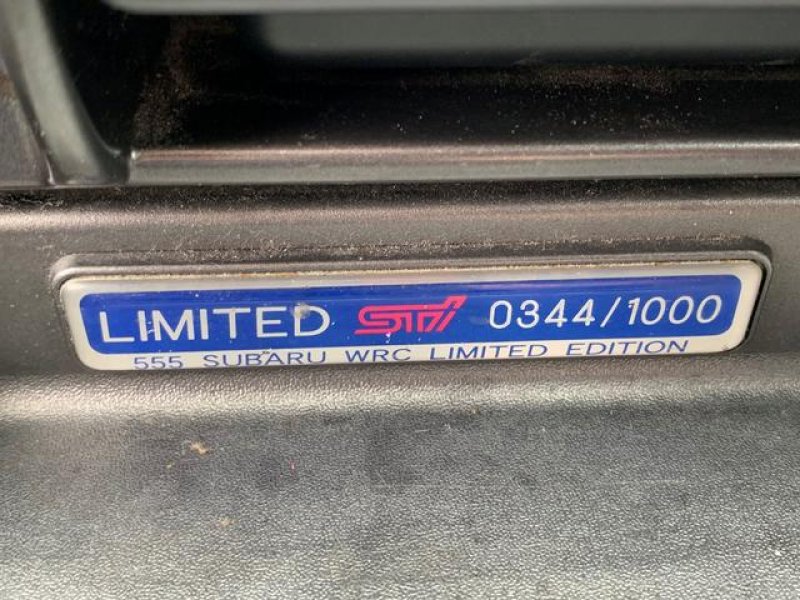 LIMITED STi 0344/1000
555 SUBARU WRC LIMITED EDITION